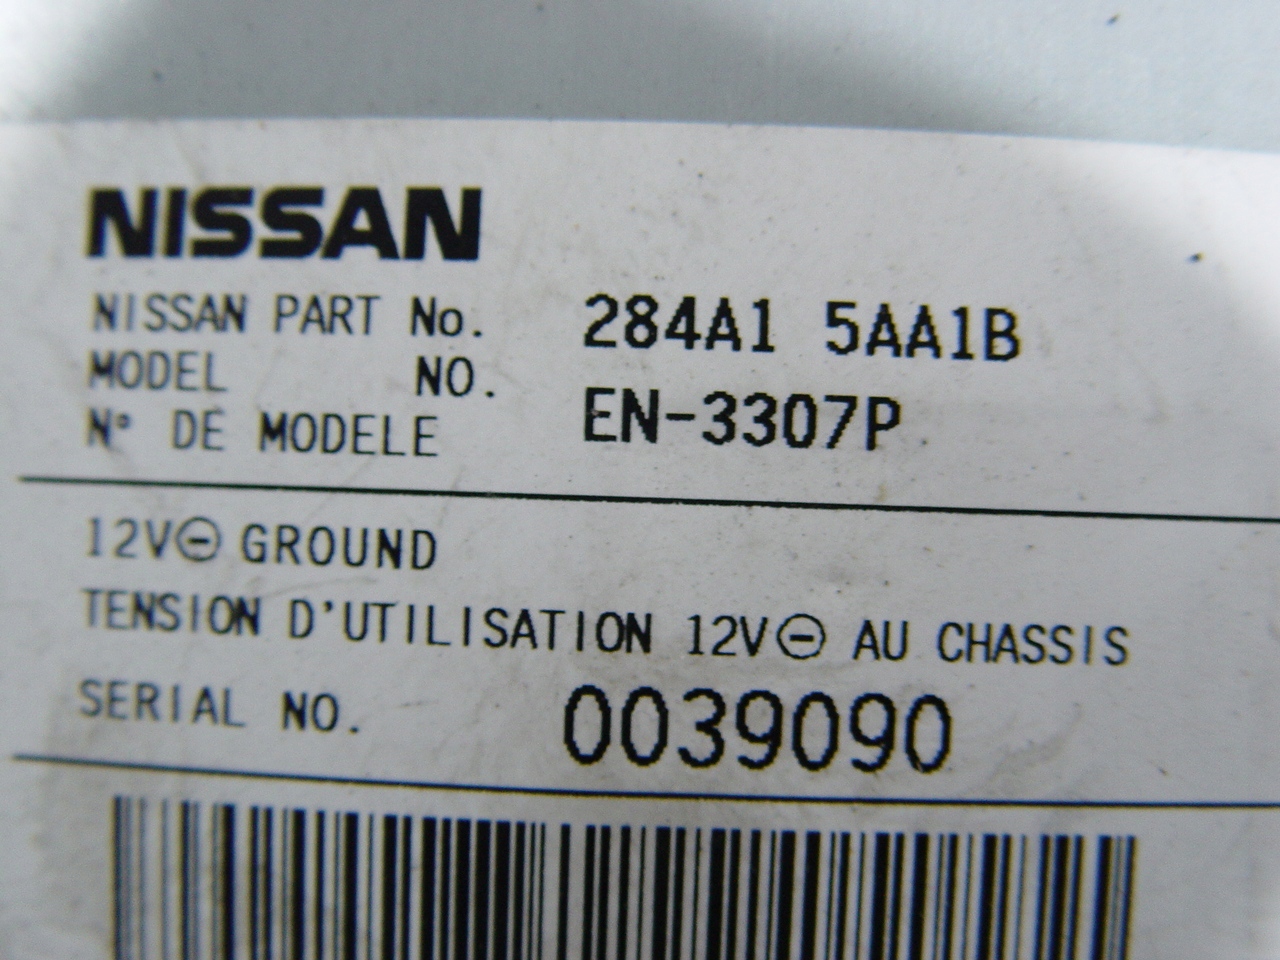 NISSAN
NISSAN PART No. 284A1 5AA1B
MODEL NO. EN-3307P
N° DE MODELE
12V⊖ GROUND
TENSION D'UTILISATION 12V⊖ AU CHASSIS
SERIAL NO. 0039090